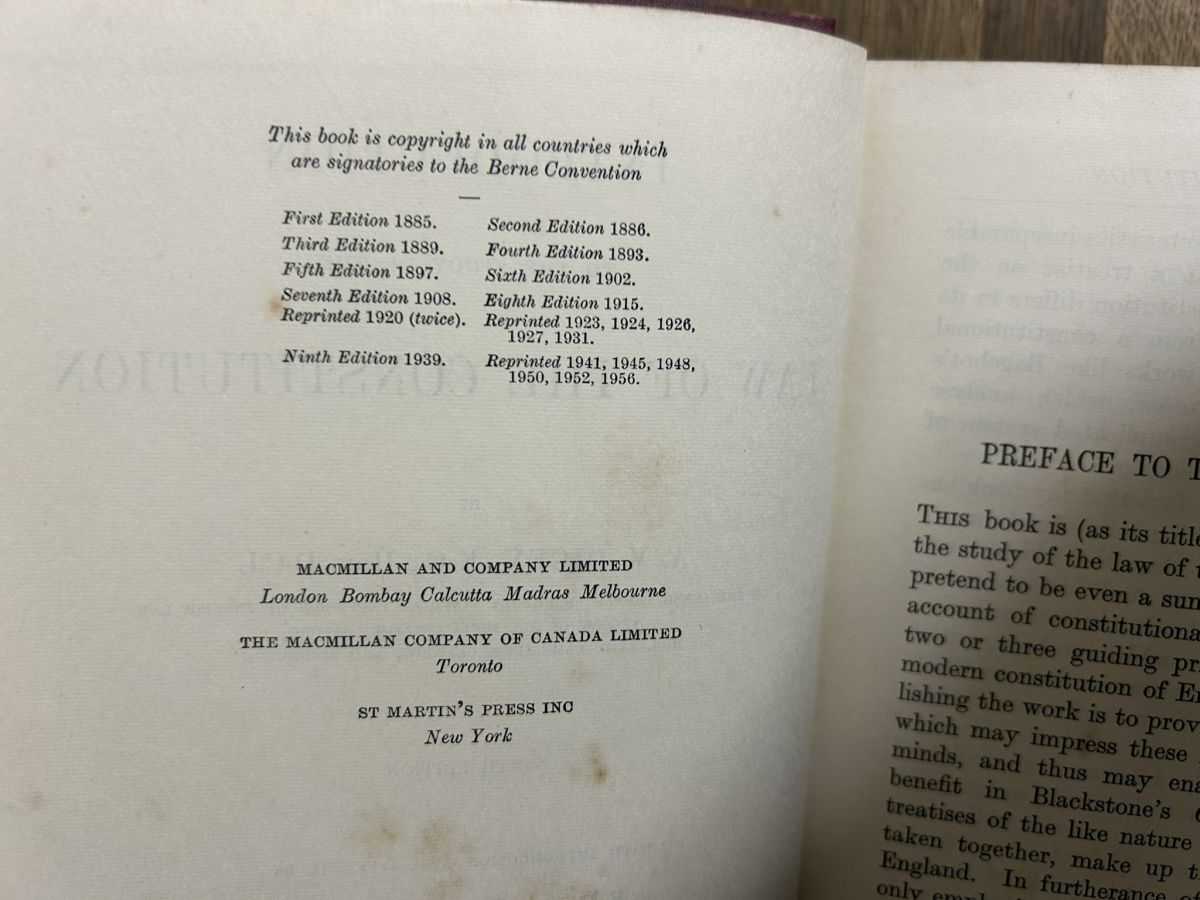 This book is copyright in all countries which
are signatories to the Berne Convention
First Edition 1885. Second Edition 1886.
Third Edition 1889. Fourth Edition 1893.
Fifth Edition 1897. Sixth Edition 1902.
Seventh Edition 1908. Eighth Edition 1915.
Reprinted 1920 (twice). Reprinted 1923, 1924, 1926,
1927, 1931.
Ninth Edition 1939. Reprinted 1941, 1945, 1948,
1950, 1952, 1956.
MACMILLAN AND COMPANY LIMITED
London Bombay Calcutta Madras Melbourne
THE MACMILLAN COMPANY OF CANADA LIMITED
Toronto
ST MARTIN'S PRESS INC
New York
PREFACE TO T
THIS book is (as its title
the study of the law of
pretend to be even a sum
account of constitutiona
two or three guiding pr
modern constitution of En
lishing the work is to prov
which may impress these
minds, and thus may ena
benefit in Blackstone's
treatises of the like nature
taken together, make up t
England. In furtherance of
only